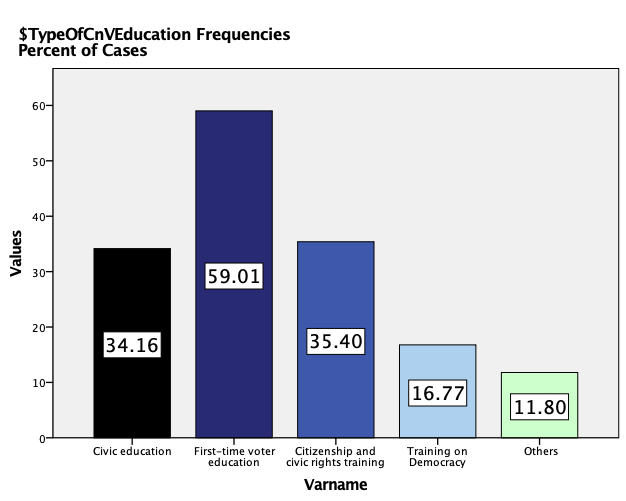 $TypeOfCnVEducation Frequencies
Percent of Cases
Values
60
50
40
30
20
10
0
34.16
59.01
35.40
16.77
11.80
Civic education
First-time voter
education
Citizenship and
civic rights training
Training on
Democracy
Others
Varname